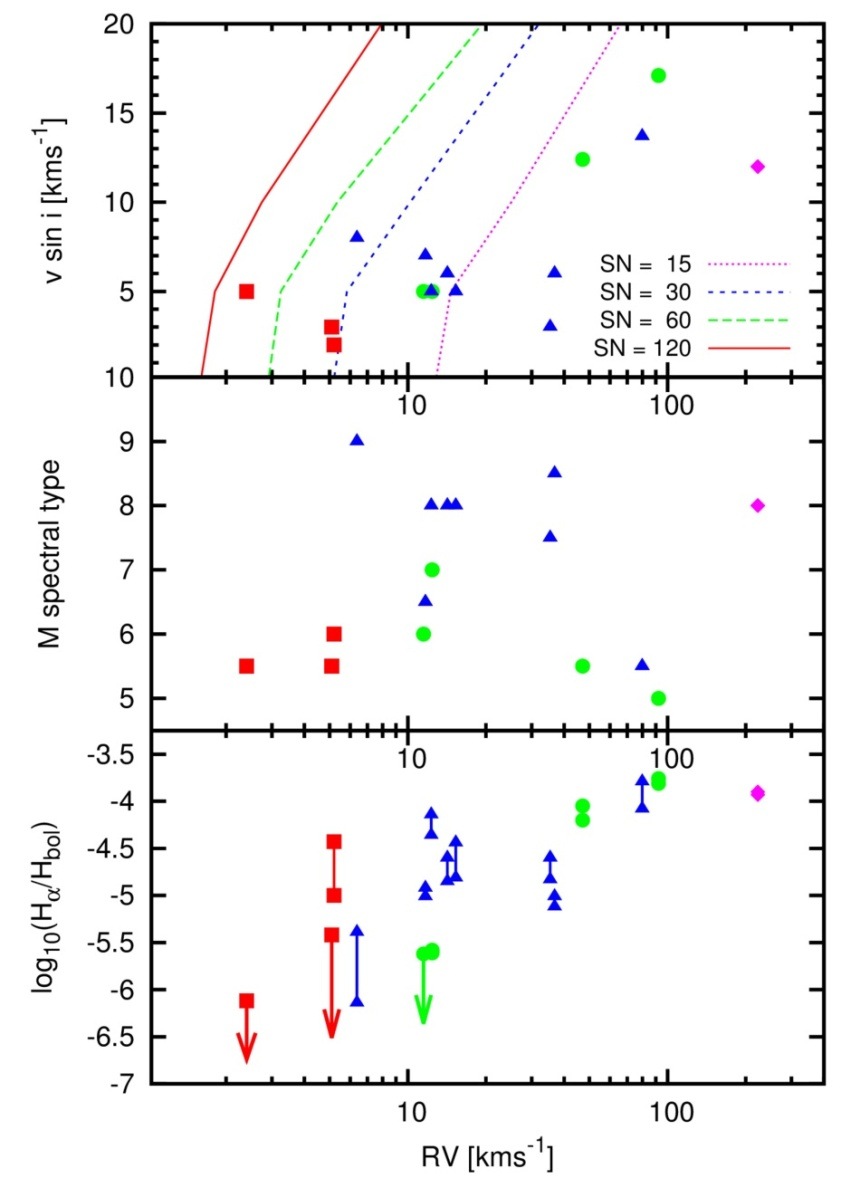 20
15
10
5
10
v sin i [kms-1]
SN = 15
SN = 30
SN = 60
SN = 120
10 100
9
8
7
6
5
M spectral type
10 100
-3.5
-4
-4.5
-5
-5.5
-6
-6.5
-7
log10(Hα/Hbol)
10 100
RV [kms-1]